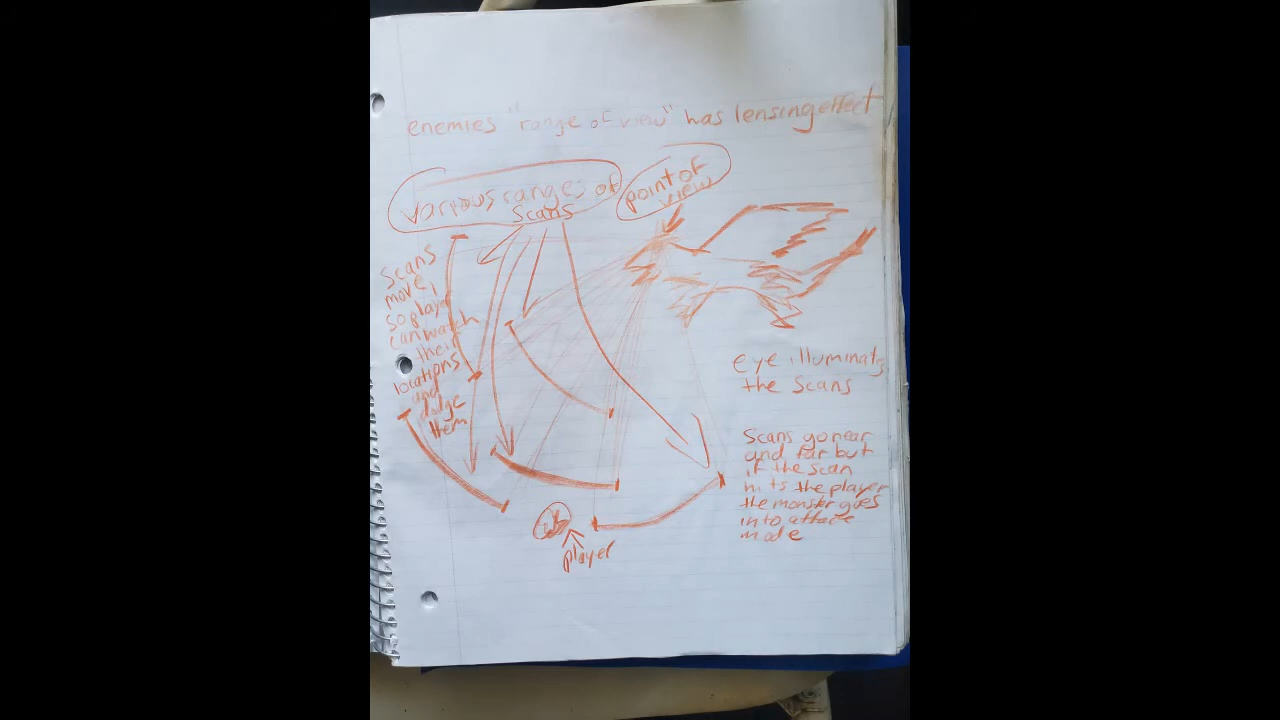 enemies "range of view" has lensing effect
various ranges of
scans
point of
view
scans
move,
so player
can watch
their
locations
and
dodge
them
eye illuminates
the scans
scans go near
and far but
if the scan
hits the player
the monster goes
into attack
mode
player